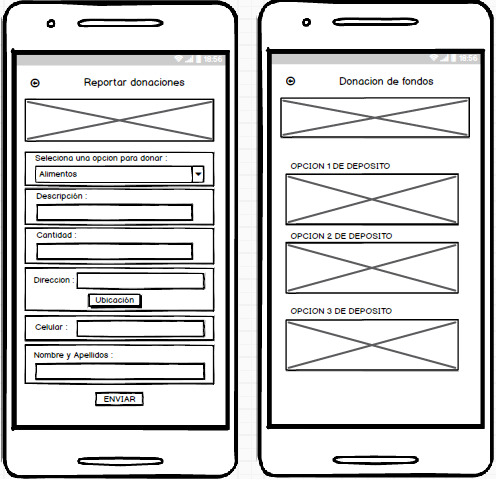 18:56
Reportar donaciones
Seleciona una opcion para donar :
Alimentos
Descripción :
Cantidad :
Direccion :
Ubicación
Celular :
Nombre y Apellidos :
ENVIAR
18:56
Donacion de fondos
OPCION 1 DE DEPOSITO
OPCION 2 DE DEPOSITO
OPCION 3 DE DEPOSITO